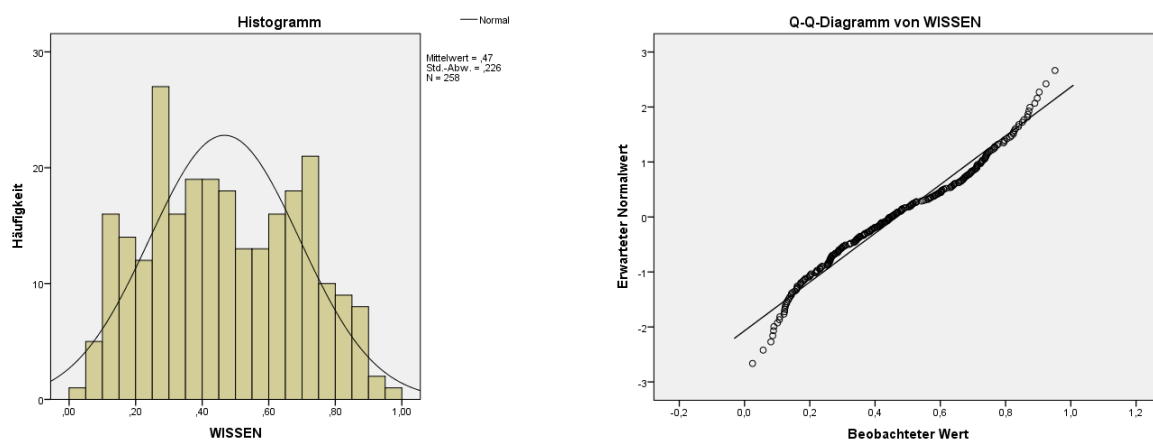 Histogramm
Normal
Mittelwert = ,47
Std.-Abw. = ,226
N = 258
Häufigkeit
30
20
10
0
,00 ,20 ,40 ,60 ,80 1,00
WISSEN
Q-Q-Diagramm von WISSEN
Erwarteter Normalwert
3
2
1
0
-1
-2
-3
-0,2 0,0 0,2 0,4 0,6 0,8 1,0 1,2
Beobachteter Wert